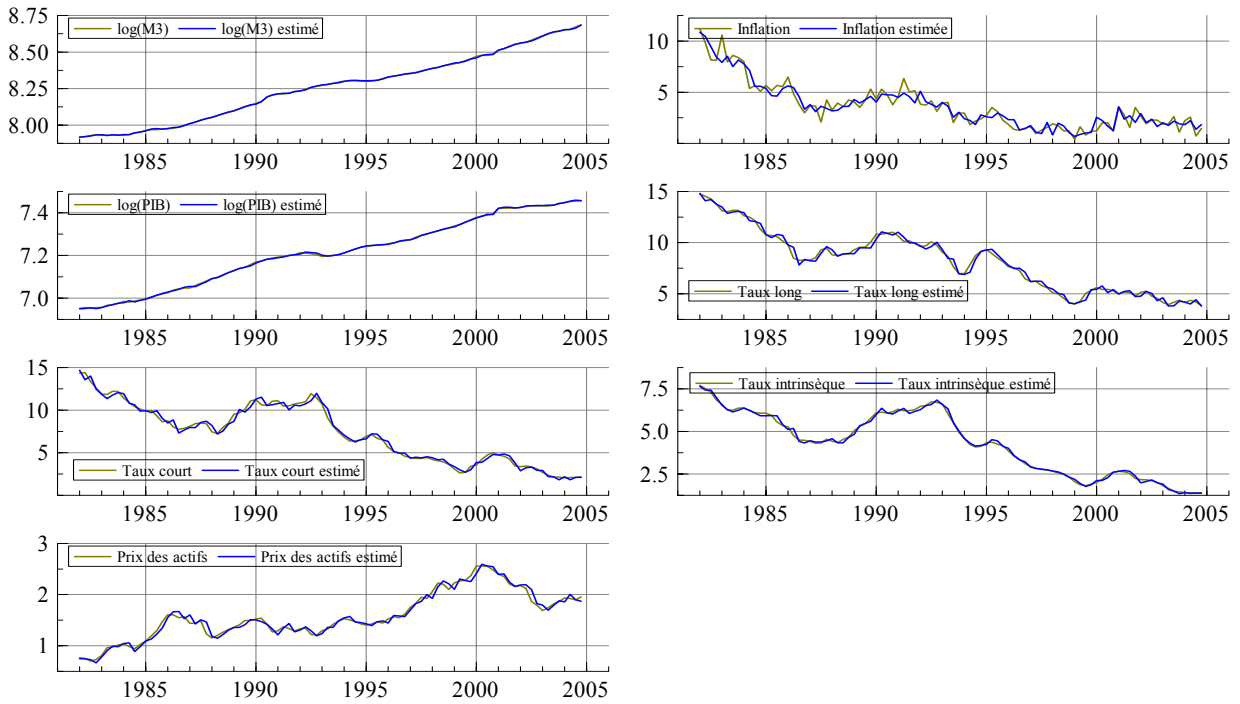 8.75
8.50
8.25
8.00
log(M3) log(M3) estimé
1985 1990 1995 2000 2005
10
5
Inflation Inflation estimée
1985 1990 1995 2000 2005
7.4
7.2
7.0
log(PIB) log(PIB) estimé
1985 1990 1995 2000 2005
15
10
5
Taux long Taux long estimé
1985 1990 1995 2000 2005
15
10
5
Taux court Taux court estimé
1985 1990 1995 2000 2005
7.5
5.0
2.5
Taux intrinsèque Taux intrinsèque estimé
1985 1990 1995 2000 2005
3
2
1
Prix des actifs Prix des actifs estimé
1985 1990 1995 2000 2005